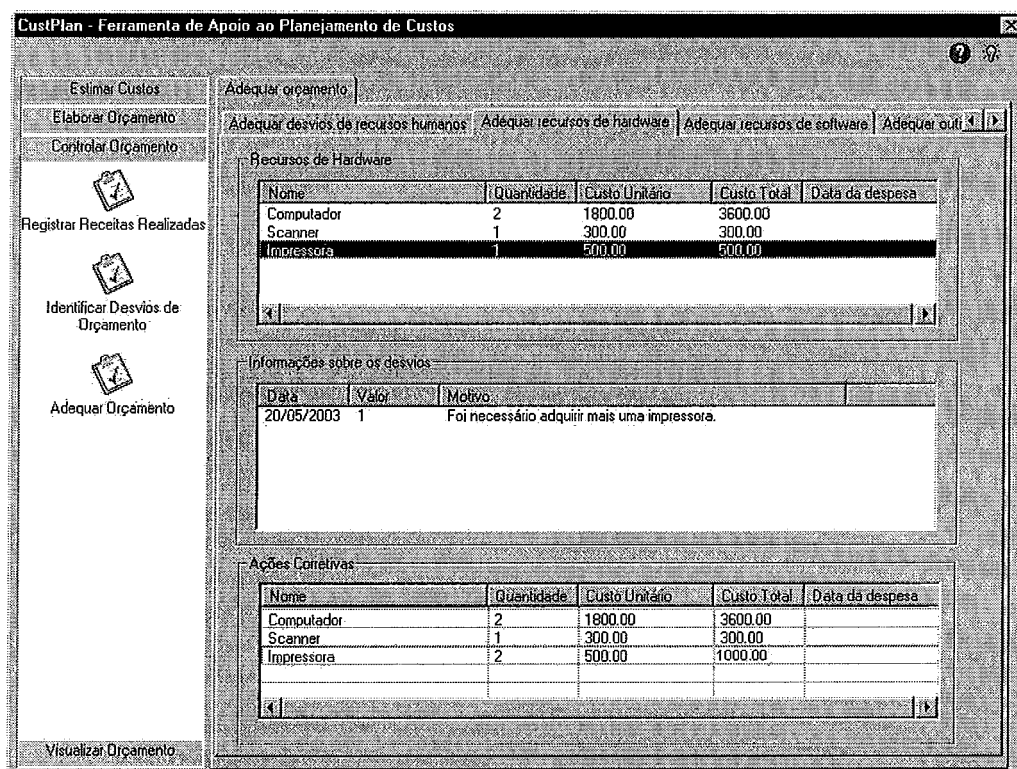 CustPlan - Ferramenta de Apoio ao Planejamento de Custos
Estimar Custos
Elaborar Orçamento
Controlar Orçamento
Registrar Receitas Realizadas
Identificar Desvios de
Orçamento
Adequar Orçamento
Visualizar Orçamento
Adequar orçamento
Adequar desvios de recursos humanos Adequar recursos de hardware Adequar recursos de software Adequar outr
Recursos de Hardware
Nome Quantidade Custo Unitário Custo Total Data da despesa
Computador 2 1800.00 3600.00
Scanner 1 300.00 300.00
Impressora 1 500.00 500.00
Informações sobre os desvios
Data Valor Motivo
20/05/2003 1 Foi necessário adquirir mais uma impressora.
Ações Corretivas
Nome Quantidade Custo Unitário Custo Total Data da despesa
Computador 2 1800.00 3600.00
Scanner 1 300.00 300.00
Impressora 2 500.00 1000.00